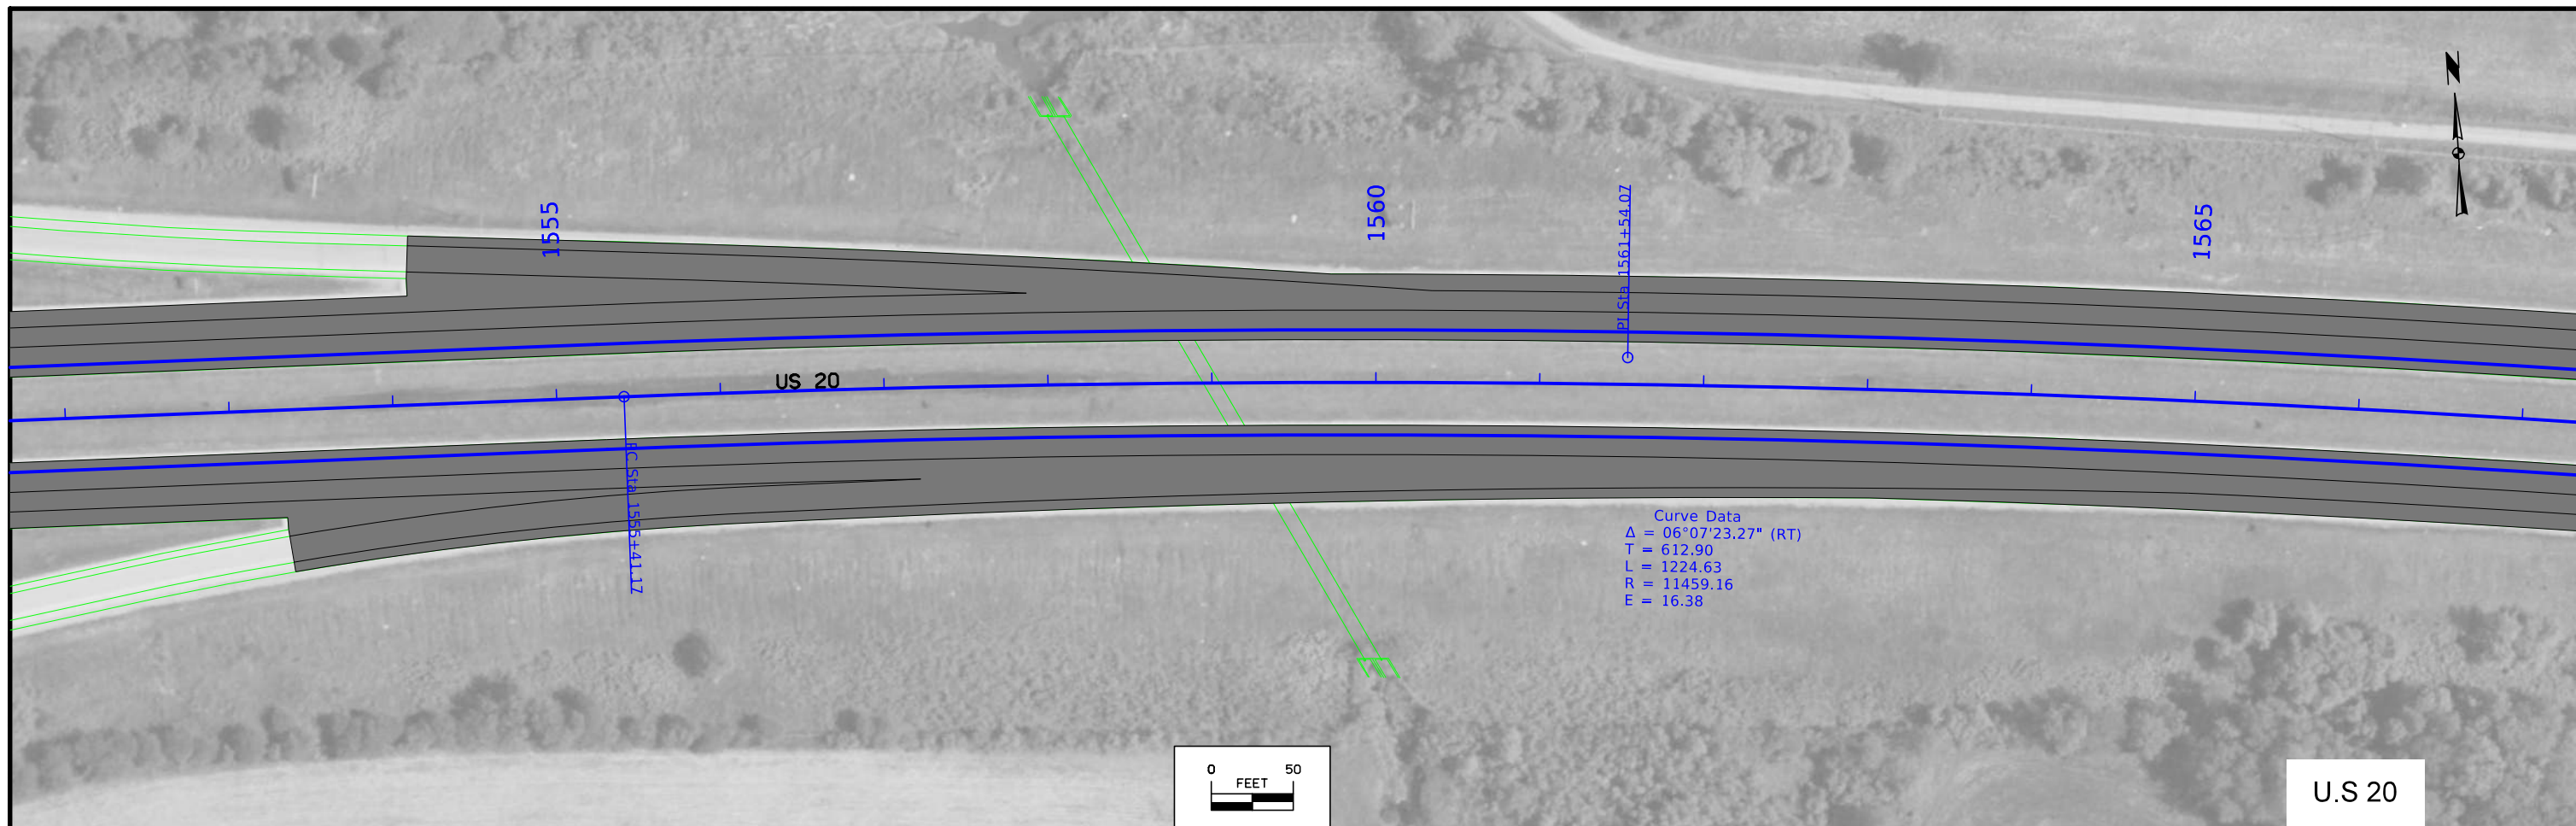 1555
1560
1565
N
PI Sta 1561+54.07
US 20
PC Sta 1555+41.17
Curve Data
Δ = 06°07'23.27" (RT)
T = 612.90
L = 1224.63
R = 11459.16
E = 16.38
0 50
FEET
U.S 20